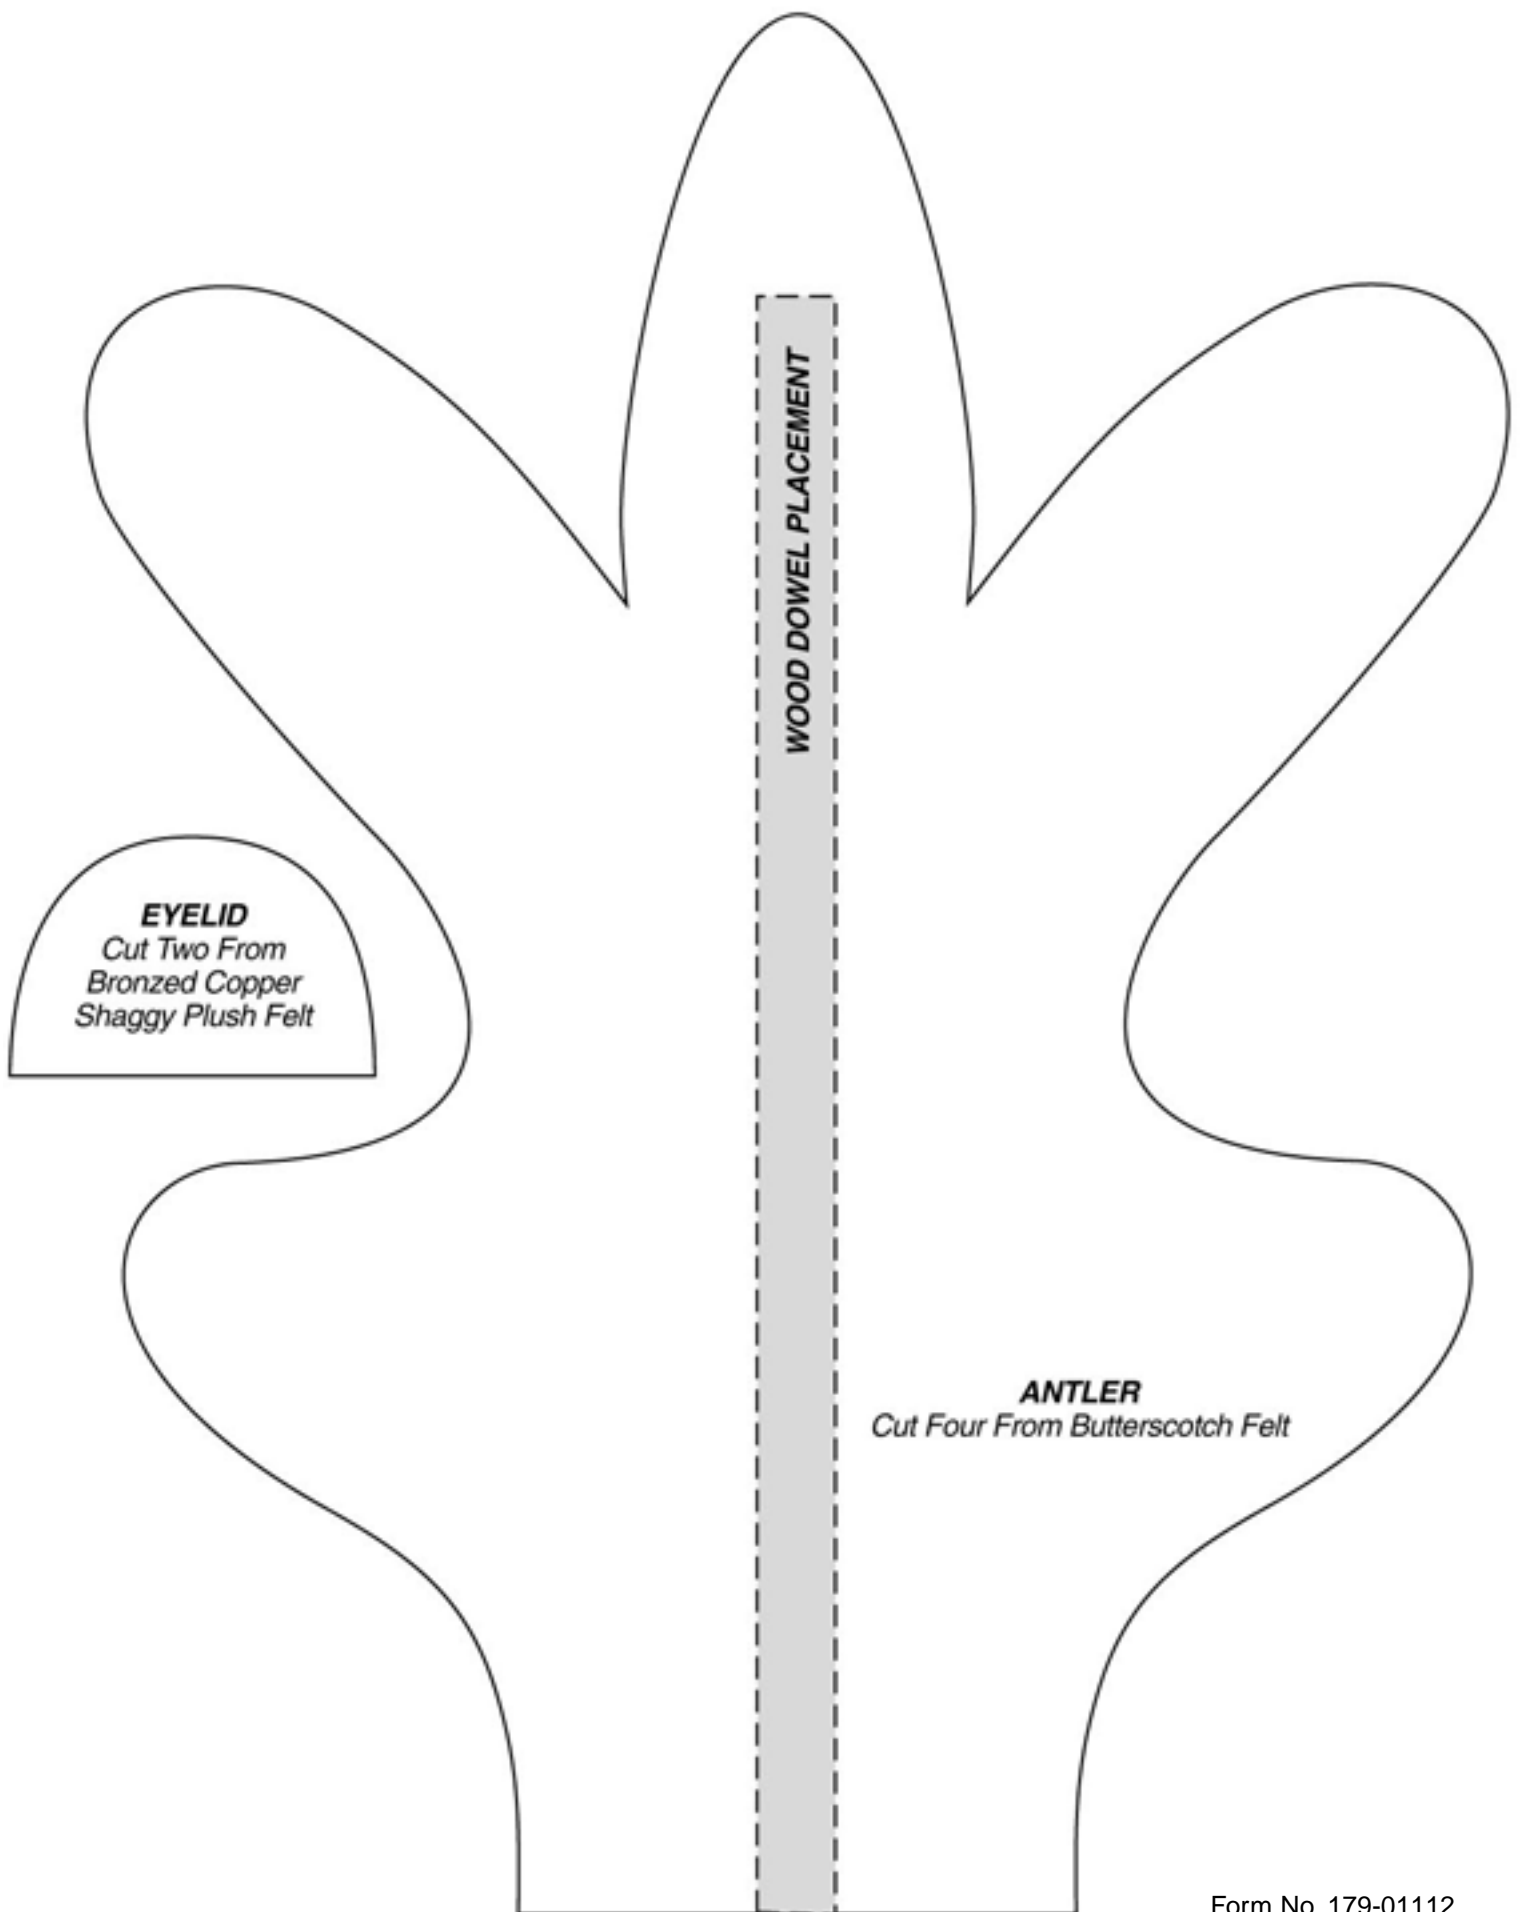 WOOD DOWEL PLACEMENT
EYELID
Cut Two From
Bronzed Copper
Shaggy Plush Felt
ANTLER
Cut Four From Butterscotch Felt
Form No. 179-01112